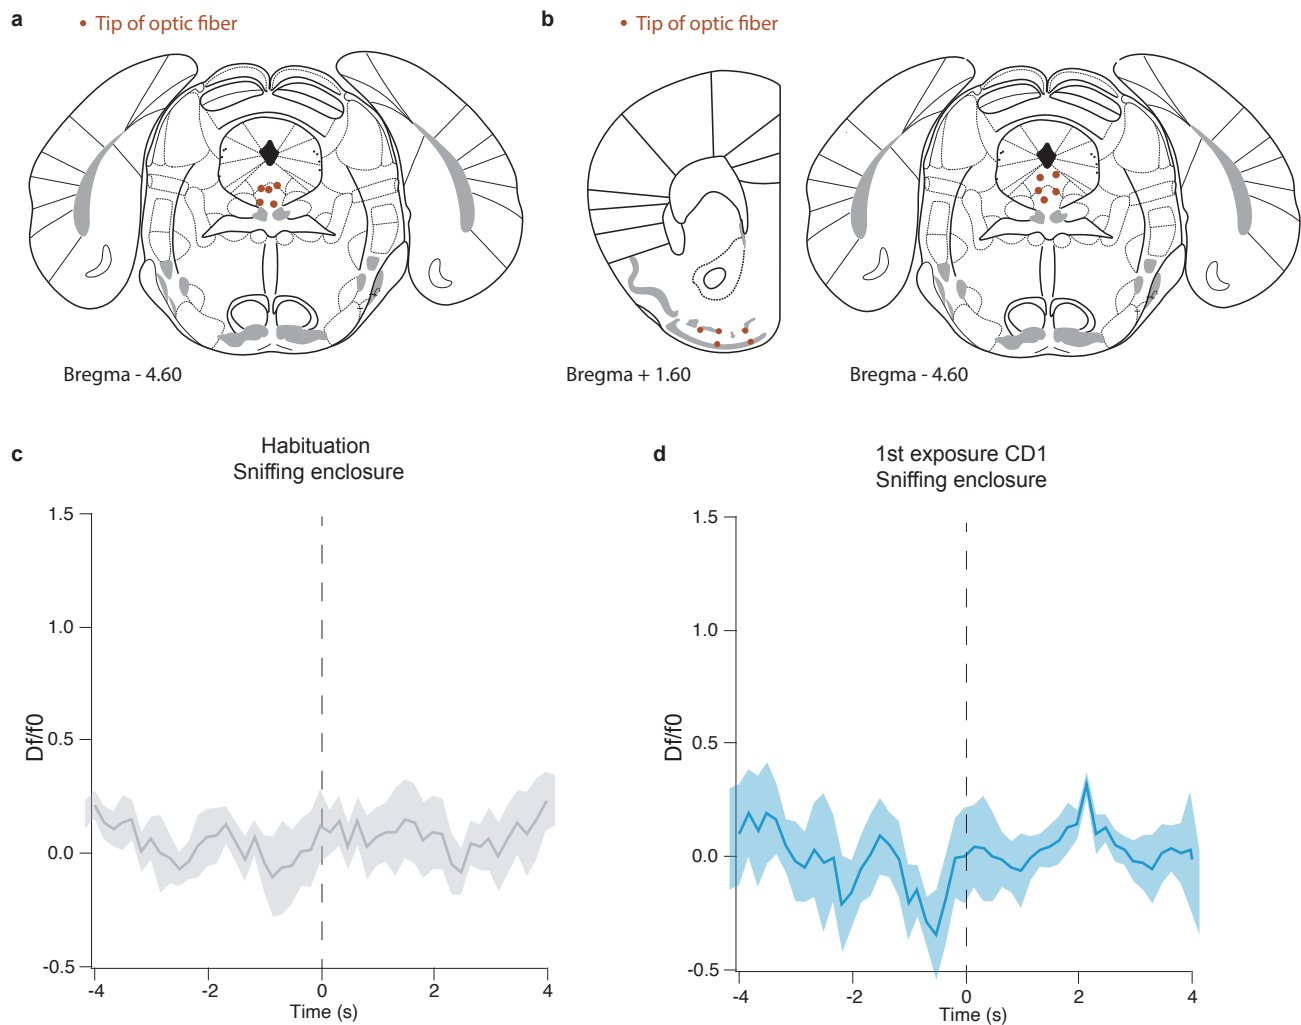 a
• Tip of optic fiber
b
• Tip of optic fiber
Bregma - 4.60
Bregma + 1.60
Bregma - 4.60
c
Habituation
Sniffing enclosure
d
1st exposure CD1
Sniffing enclosure
1.5
1.0
0.5
0.0
-0.5
Df/f0
-4
-2
0
2
4
Time (s)
1.5
1.0
0.5
0.0
-0.5
Df/f0
-4
-2
0
2
4
Time (s)